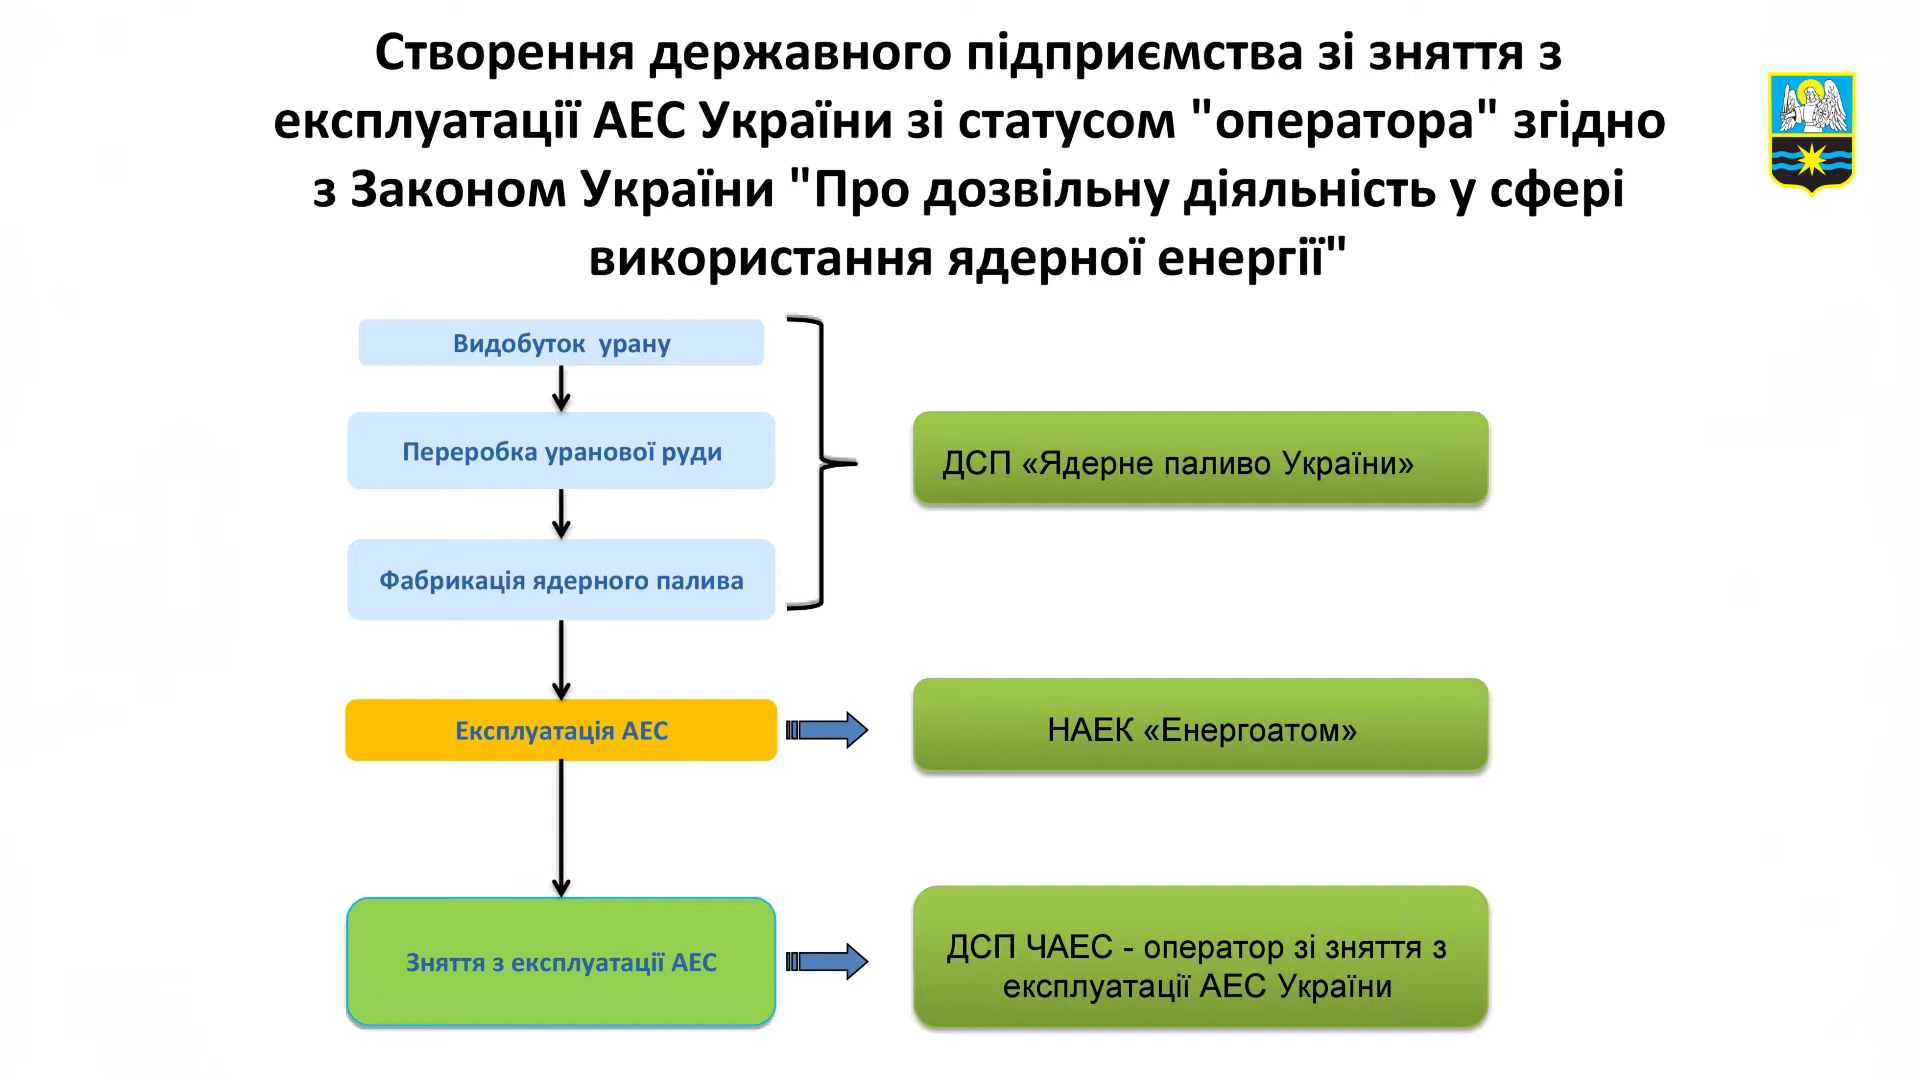 Створення державного підприємства зі зняття з
експлуатації АЕС України зі статусом "оператора" згідно
з Законом України "Про дозвільну діяльність у сфері
використання ядерної енергії"
Видобуток урану
Переробка уранової руди
ДСП «Ядерне паливо України»
Фабрикація ядерного палива
Експлуатація АЕС
НАЕК «Енергоатом»
Зняття з експлуатації АЕС
ДСП ЧАЕС - оператор зі зняття з
експлуатації АЕС України